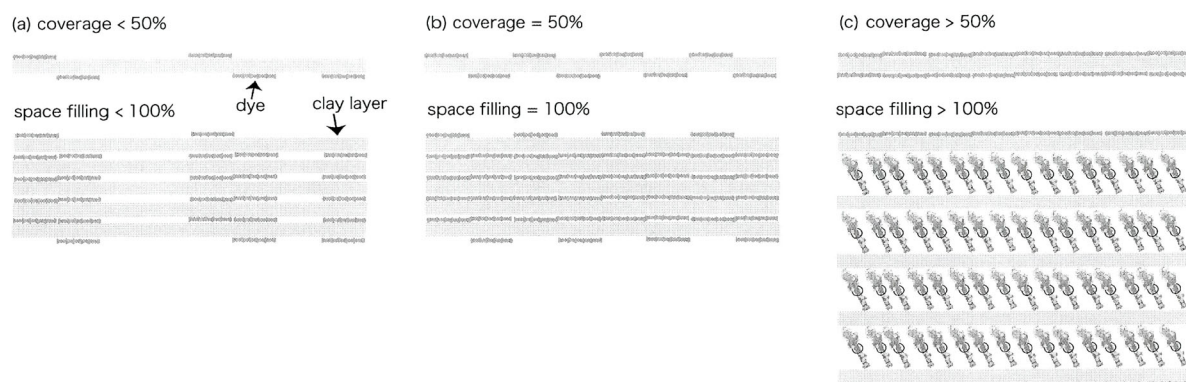 (a) coverage < 50%
(b) coverage = 50%
(c) coverage > 50%
dye
clay layer
space filling < 100%
space filling = 100%
space filling > 100%